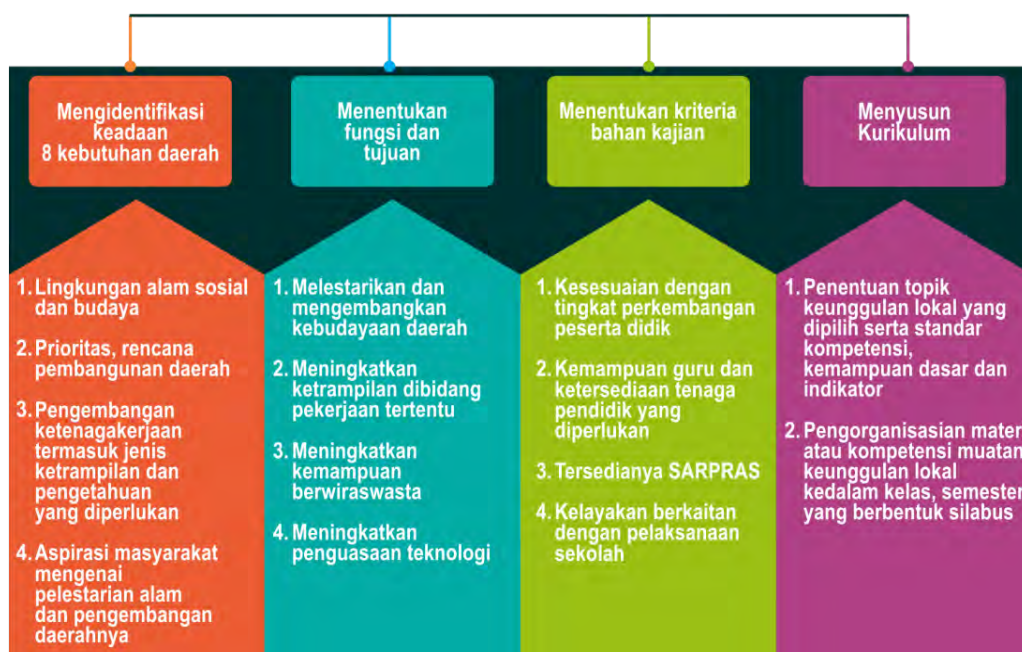 Mengidentifikasi
keadaan
8 kebutuhan daerah
1. Lingkungan alam sosial
dan budaya
2. Prioritas, rencana
pembangunan daerah
3. Pengembangan
ketenagakerjaan
termasuk jenis
ketrampilan dan
pengetahuan
yang diperlukan
4. Aspirasi masyarakat
mengenai
pelestarian alam
dan pengembangan
daerahnya
Menentukan
fungsi dan
tujuan
1. Melestarikan dan
mengembangkan
kebudayaan daerah
2. Meningkatkan
ketrampilan dibidang
pekerjaan tertentu
3. Meningkatkan
kemampuan
berwiraswasta
4. Meningkatkan
penguasaan teknologi
Menentukan kriteria
bahan kajian
1. Kesesuaian dengan
tingkat perkembangan
peserta didik
2. Kemampuan guru dan
ketersediaan tenaga
pendidik yang
diperlukan
3. Tersedianya SARPRAS
4. Kelayakan berkaitan
dengan pelaksanaan
sekolah
Menyusun
Kurikulum
1. Penentuan topik
keunggulan lokal yang
dipilih serta standar
kompetensi,
kemampuan dasar dan
indikator
2. Pengorganisasian mater
atau kompetensi muatan
keunggulan lokal
kedalam kelas, semester
yang berbentuk silabus